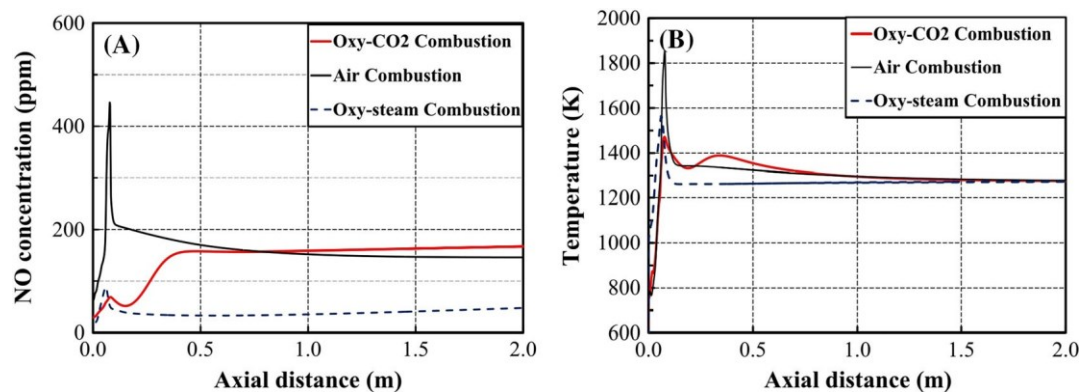 (A)
Oxy-CO2 Combustion
Air Combustion
Oxy-steam Combustion
NO concentration (ppm)
600
400
200
0
0.0 0.5 1.0 1.5 2.0
Axial distance (m)
(B)
Oxy-CO2 Combustion
Air Combustion
Oxy-steam Combustion
Temperature (K)
2000
1800
1600
1400
1200
1000
800
600
0.0 0.5 1.0 1.5 2.0
Axial distance (m)